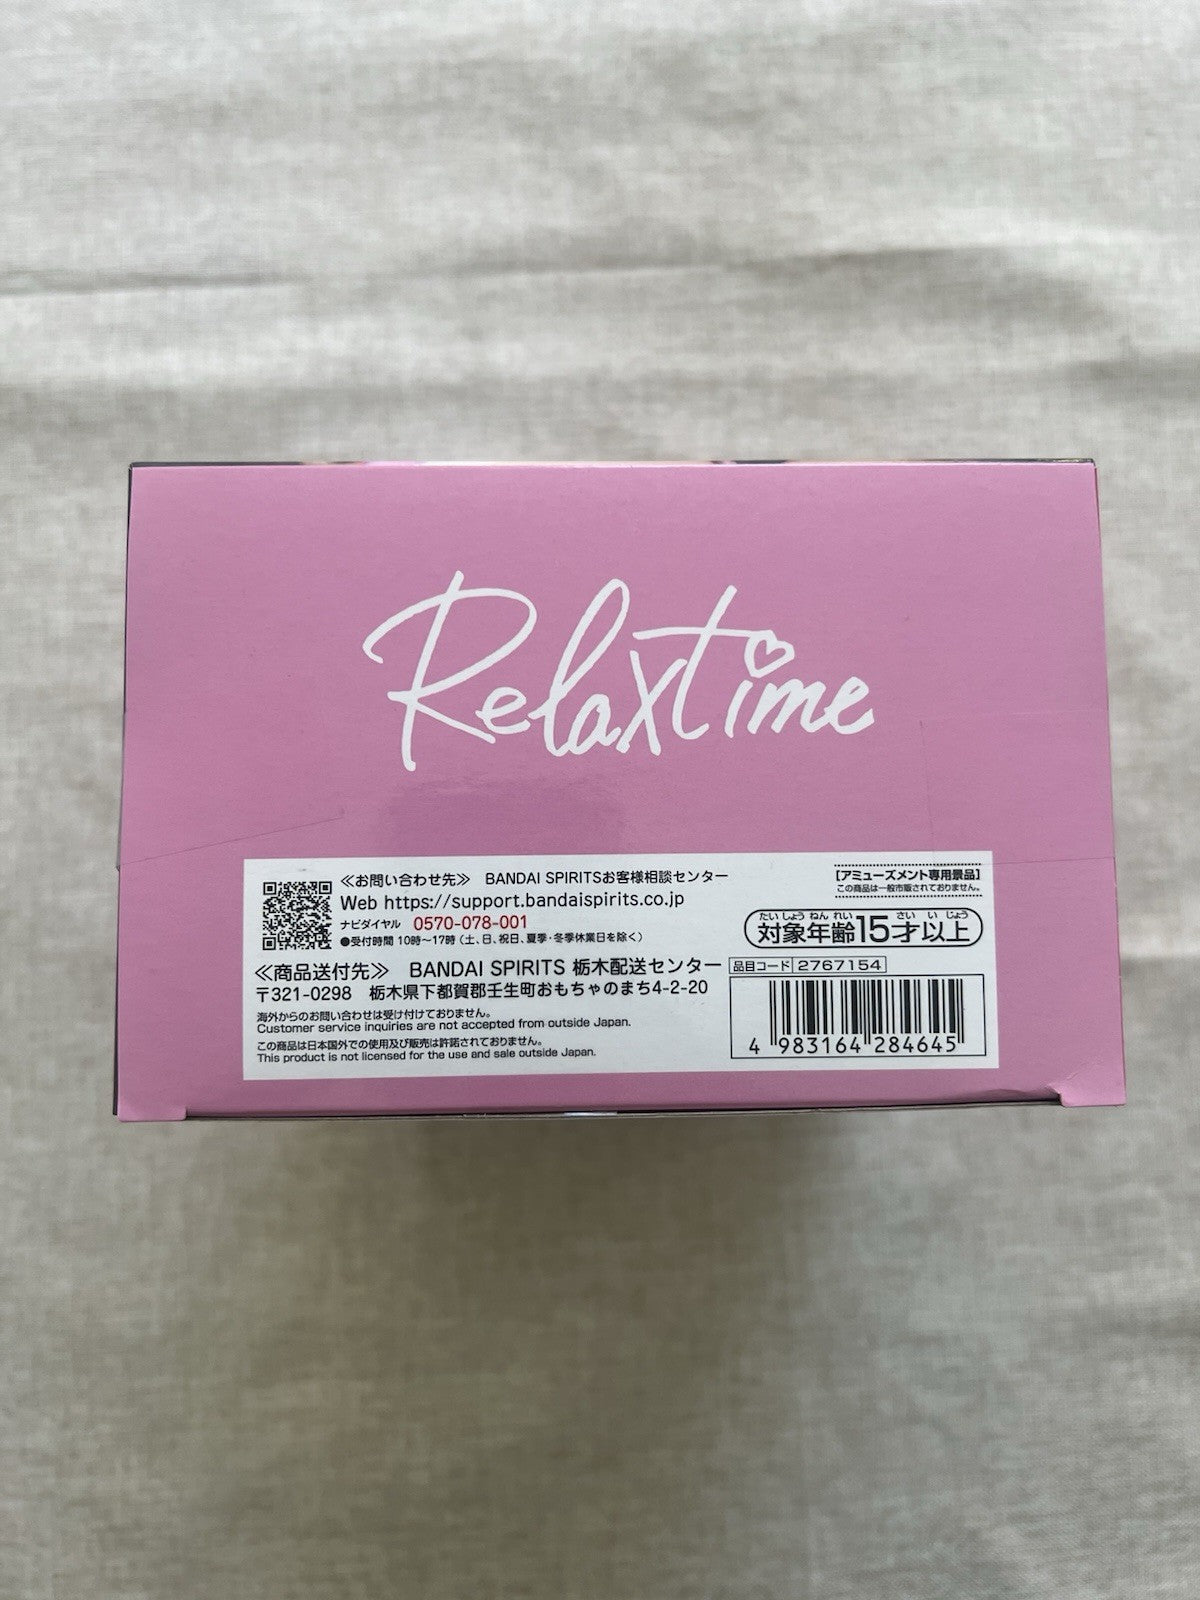 Relaxtime
≪お問い合わせ先≫ BANDAI SPIRITSお客様相談センター
Web https://support.bandaispirits.co.jp
ナビダイヤル 0570-078-001
●受付時間 10時〜17時（土、日、祝日、夏季・冬季休業日を除く）
≪商品送付先≫ BANDAI SPIRITS 栃木配送センター
〒321-0298 栃木県下都賀郡壬生町おもちゃのまち4-2-20
海外からのお問い合わせは受け付けておりません。
Customer service inquiries are not accepted from outside Japan.
この商品は日本国外での使用及び販売は許諾されておりません。
This product is not licensed for the use and sale outside Japan.
[アミューズメント専用景品]
この商品は一般市販されておりません。
たいしょうねんれい さいいじょう
対象年齢15才以上
品目コード 2767154
4 983164 284645